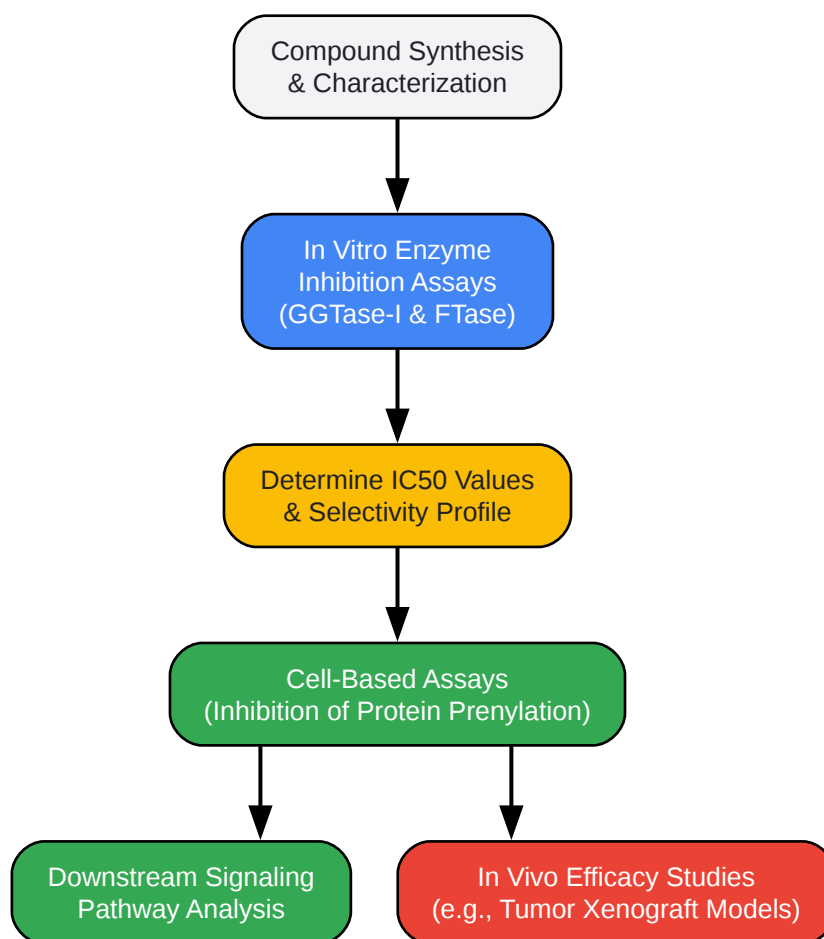 Compound Synthesis
& Characterization
In Vitro Enzyme
Inhibition Assays
(GGTase-I & FTase)
Determine IC50 Values
& Selectivity Profile
Cell-Based Assays
(Inhibition of Protein Prenylation)
Downstream Signaling
Pathway Analysis
In Vivo Efficacy Studies
(e.g., Tumor Xenograft Models)